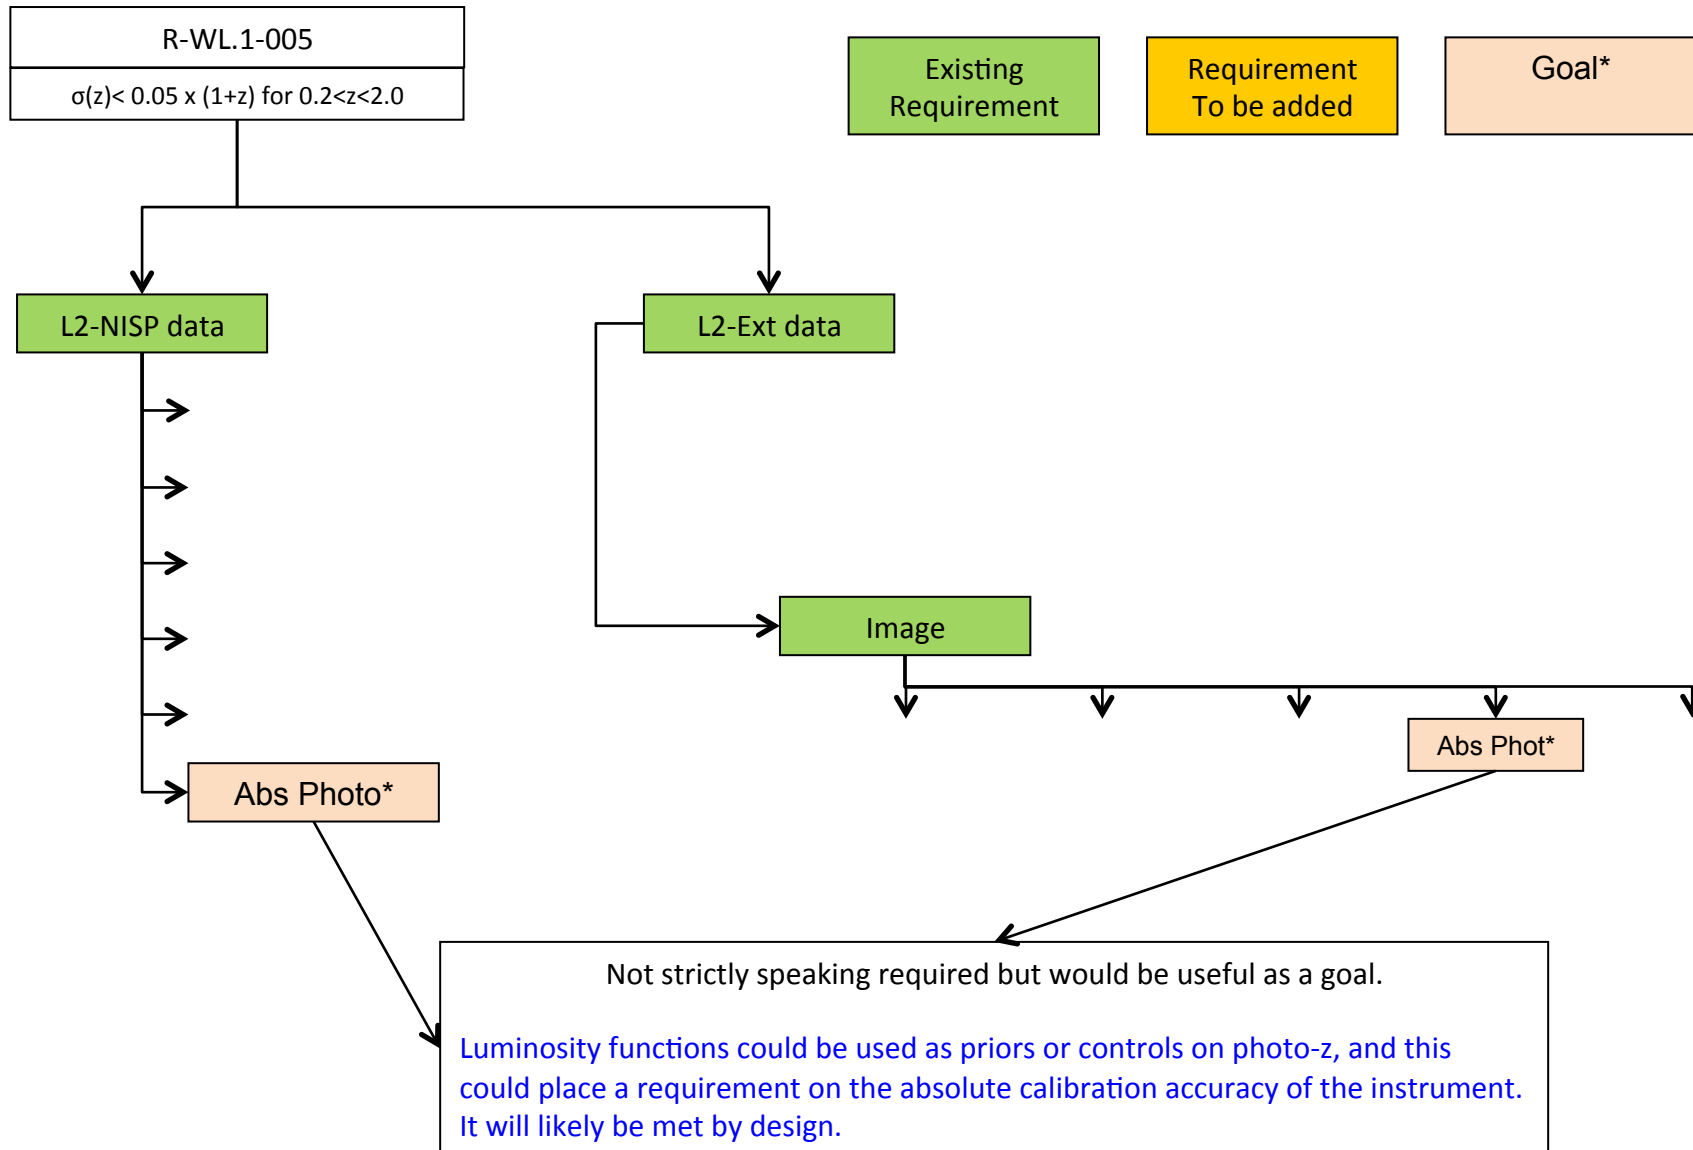 R-WL.1-005
σ(z)< 0.05 x (1+z) for 0.2<z<2.0
Existing
Requirement
Requirement
To be added
Goal*
L2-NISP data
L2-Ext data
Image
Abs Phot*
Abs Photo*
Not strictly speaking required but would be useful as a goal.
Luminosity functions could be used as priors or controls on photo-z, and this
could place a requirement on the absolute calibration accuracy of the instrument.
It will likely be met by design.